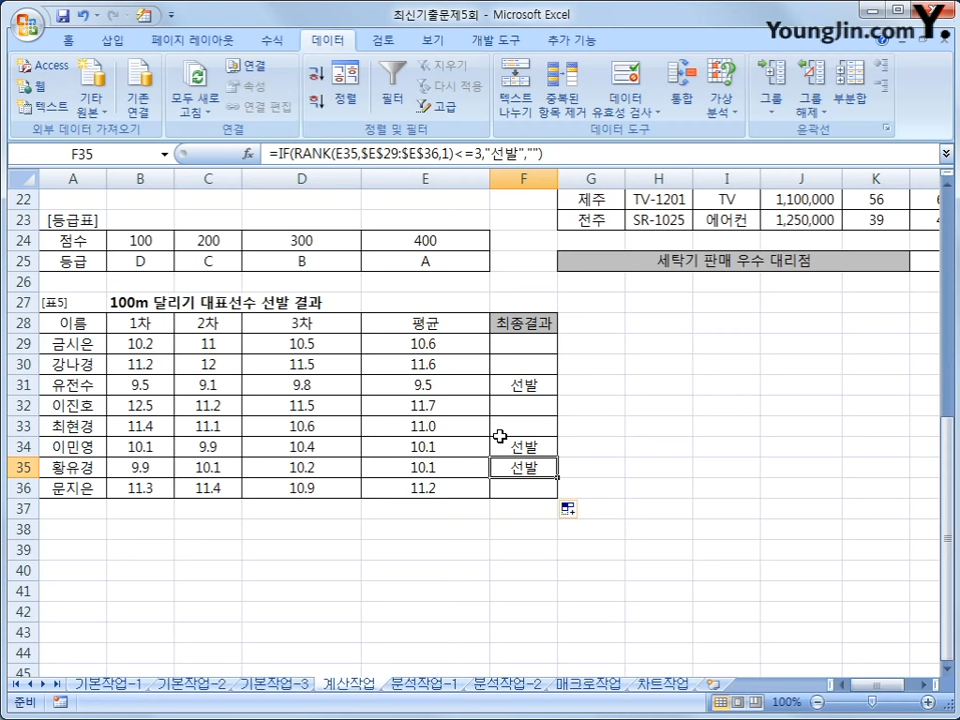 최신기출문제5회 - Microsoft Excel
YoungJin.com Y.
홈 삽입 페이지 레이아웃 수식 데이터 검토 보기 개발 도구 추가 기능
Access
웹
텍스트
기타 원본
기존 연결
외부 데이터 가져오기
모두 새로 고침
연결
속성
연결 편집
연결
정렬
필터
지우기
다시 적용
고급
정렬 및 필터
텍스트 나누기
중복된 항목 제거
데이터 유효성 검사
통합
가상 분석
데이터 도구
그룹
그룹 해제
부분합
윤곽선
F35 fx =IF(RANK(E35,$E$29:$E$36,1)<=3,"선발","")
A B C D E F G H I J K
22 제주 TV-1201 TV 1,100,000 56
23 [등급표] 전주 SR-1025 에어컨 1,250,000 39
24 점수 100 200 300 400
25 등급 D C B A 세탁기 판매 우수 대리점
26
27 [표5] 100m 달리기 대표선수 선발 결과
28 이름 1차 2차 3차 평균 최종결과
29 금시은 10.2 11 10.5 10.6
30 강나경 11.2 12 11.5 11.6
31 유전수 9.5 9.1 9.8 9.5 선발
32 이진호 12.5 11.2 11.5 11.7
33 최현경 11.4 11.1 10.6 11.0
34 이민영 10.1 9.9 10.4 10.1 선발
35 황유경 9.9 10.1 10.2 10.1 선발
36 문지은 11.3 11.4 10.9 11.2
37
38
39
40
41
42
43
44
45
기본작업-1 기본작업-2 기본작업-3 계산작업 분석작업-1 분석작업-2 매크로작업 차트작업
준비 100%